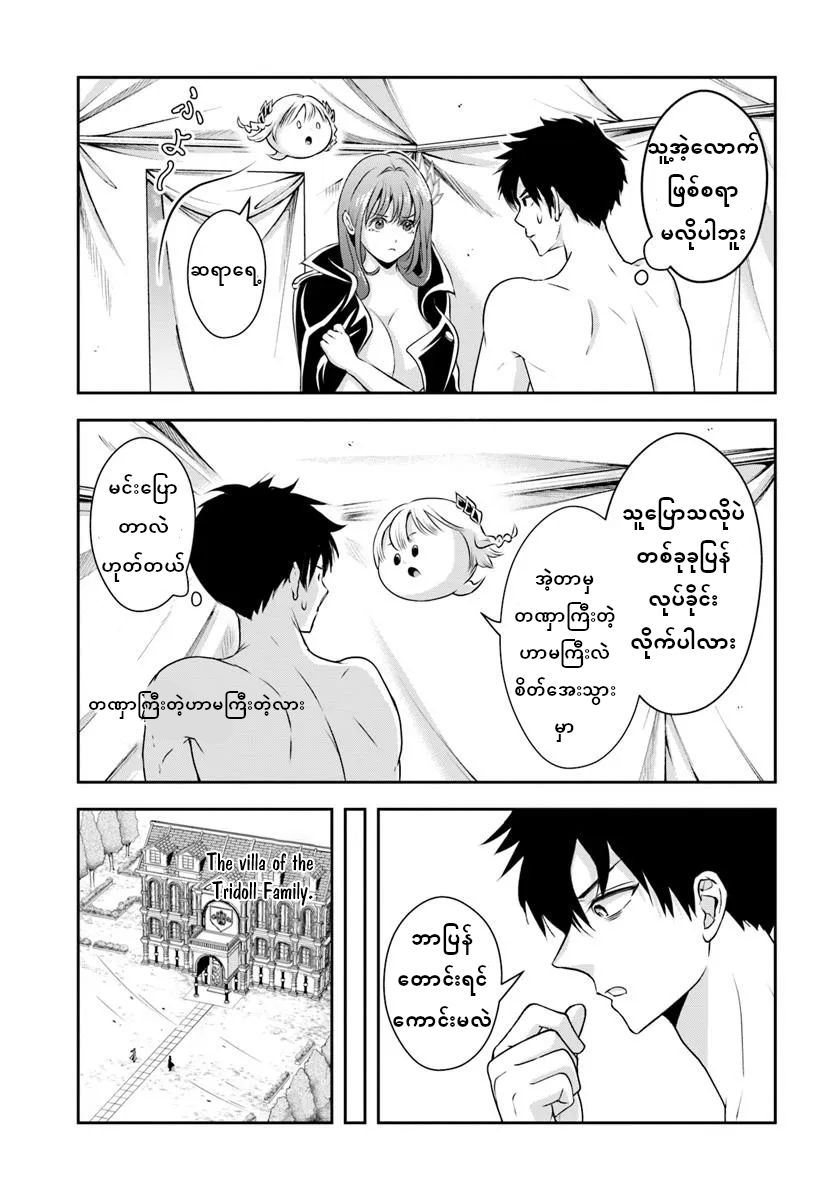 သူ့အဲ့လောက်
ဖြစ်စရာ
မလိုပါဘူး
ふよ〜
ဆရာရေ့
သူပြောသလိုပဲ
တစ်ခုခုပြန်
လုပ်ခိုင်း
လိုက်ပါလား
အဲ့တာမှ
တဏှာကြီးတဲ့
ဟာမကြီးလဲ
စိတ်အေးသွား
မှာ
မင်းပြော
တာလဲ
ဟုတ်တယ်
တဏှာကြီးတဲ့ဟာမကြီးတဲ့လား
ဘာပြန်
တောင်းရင်
ကောင်းမလဲ
The villa of the
Tridoll Family.